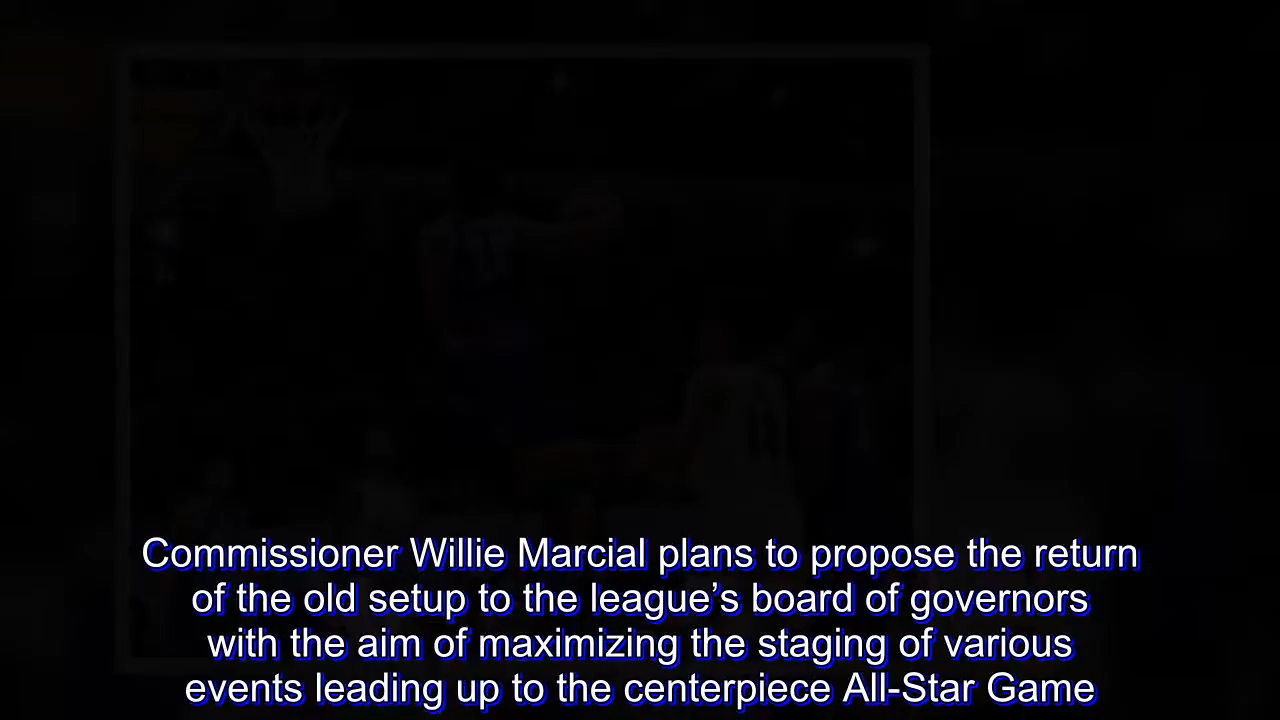 Commissioner Willie Marcial plans to propose the return
of the old setup to the league’s board of governors
with the aim of maximizing the staging of various
events leading up to the centerpiece All-Star Game